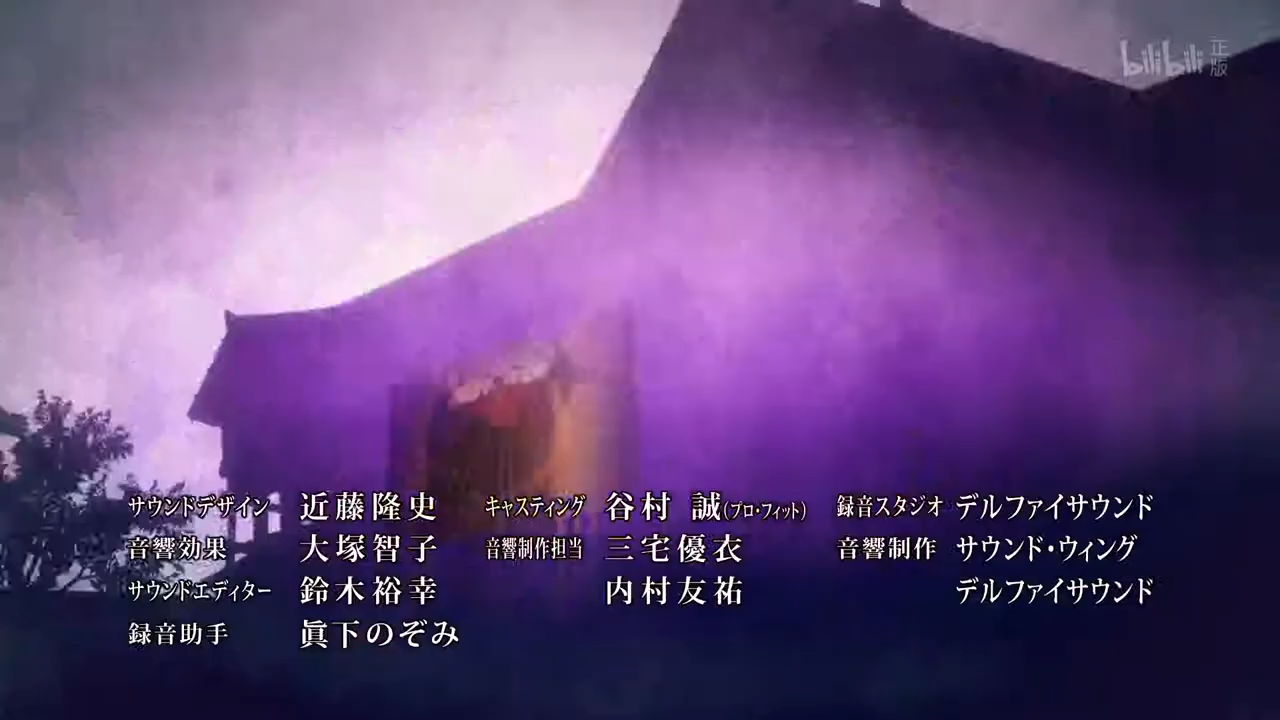 bilibili 正版
サウンドデザイン 近藤隆史 キャスティング 谷村 誠(プロ・フィット) 録音スタジオ デルファイサウンド
音響効果 大塚智子 音響制作担当 三宅優衣 音響制作 サウンド・ウィング
サウンドエディター 鈴木裕幸 内村友祐 デルファイサウンド
録音助手 眞下のぞみ